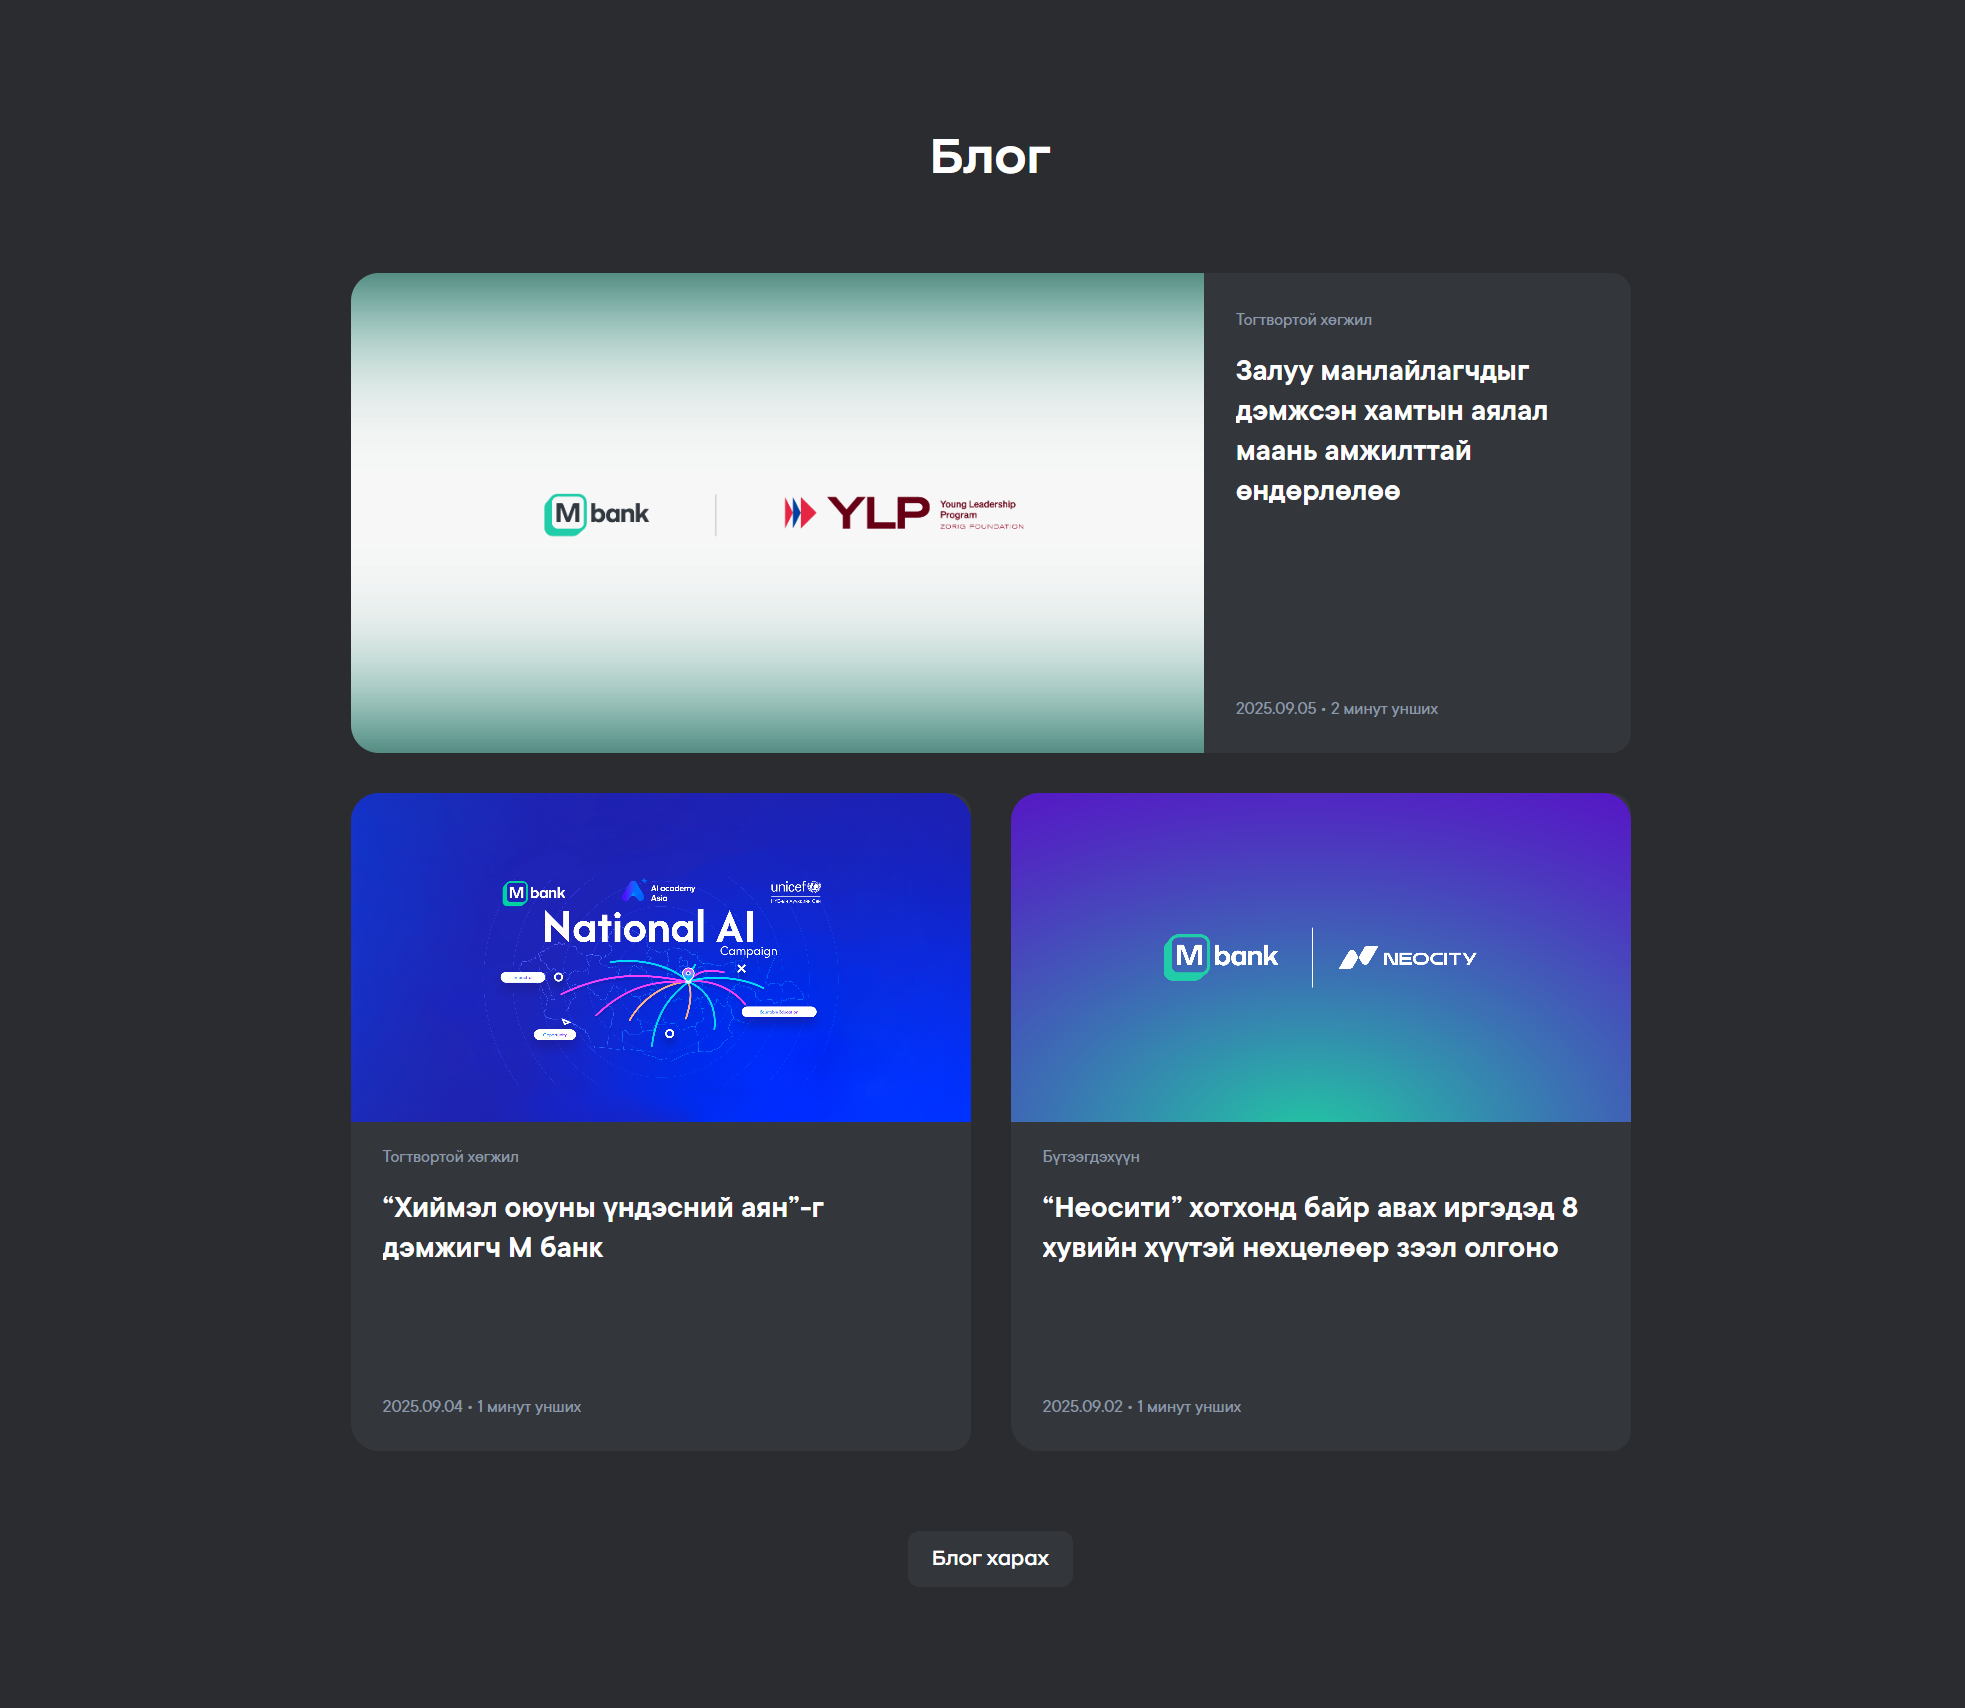 Блог
M bank
YLP
Young Leadership
Program
ZORIG FOUNDATION
Тогтвортой хөгжил
Залуу манлайлагчдыг
дэмжсэн хамтын аялал
маань амжилттай
өндөрлөлөө
2025.09.05 • 2 минут унших
M bank
AI academy
Asia
unicef
National AI
Campaign
Тогтвортой хөгжил
“Хиймэл оюуны үндэсний аян”-г
дэмжигч М банк
2025.09.04 • 1 минут унших
M bank
NEOCITY
Бүтээгдэхүүн
“Неосити” хотхонд байр авах иргэдэд 8
хувийн хүүтэй нөхцөлөөр зээл олгоно
2025.09.02 • 1 минут унших
Блог харах